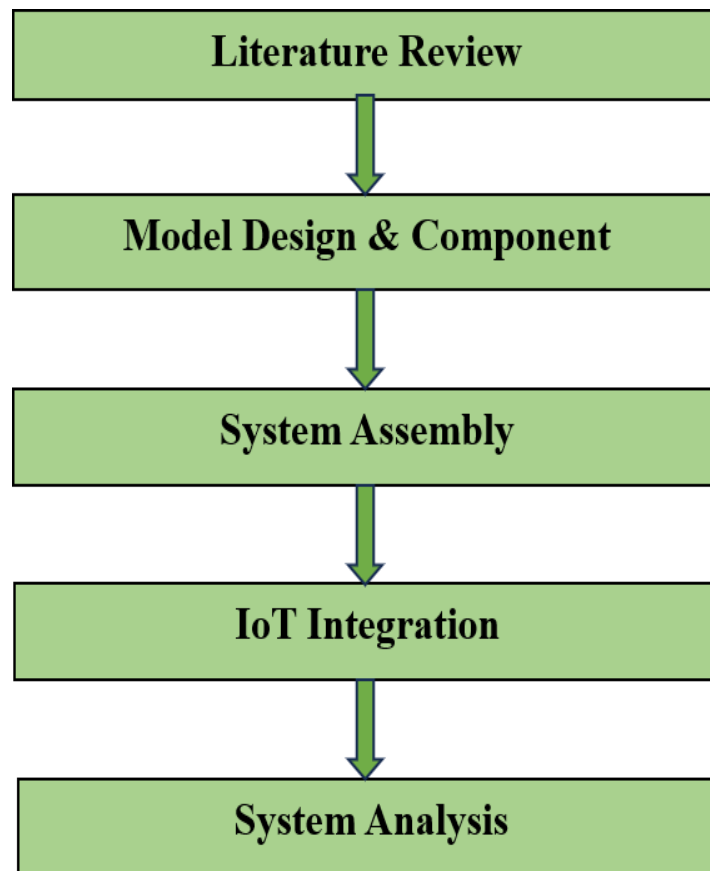 Literature Review
Model Design & Component
System Assembly
IoT Integration
System Analysis